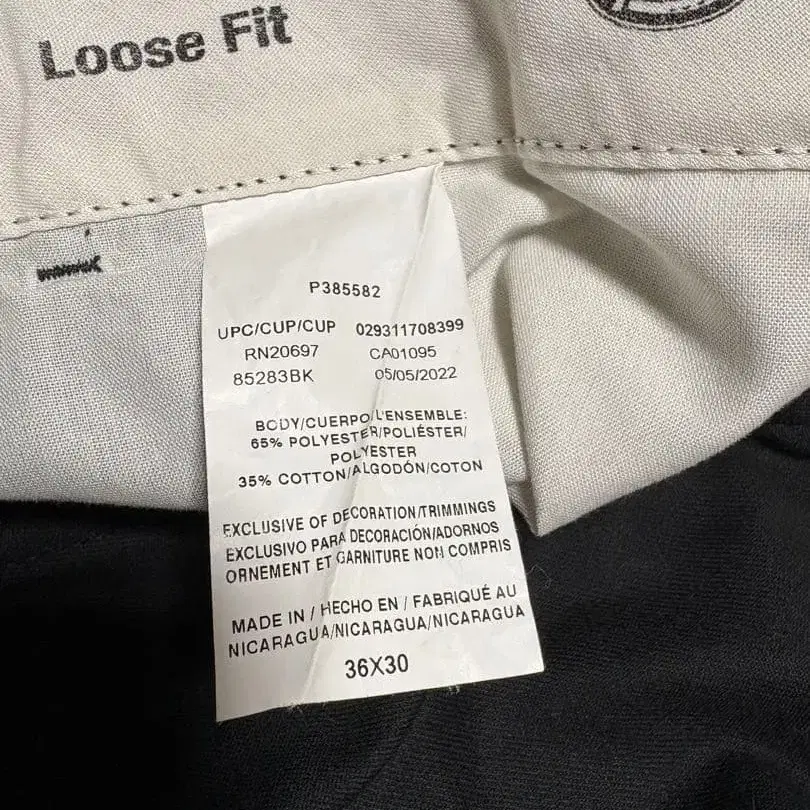 Loose Fit
P385582
UPC/CUP/CUP 029311708399
RN20697 CA01095
85283BK 05/05/2022
BODY/CUERPO/L'ENSEMBLE:
65% POLYESTER/POLIÉSTER/
POLYESTER
35% COTTON/ALGODÓN/COTON
EXCLUSIVE OF DECORATION/TRIMMINGS
EXCLUSIVO PARA DECORACIÓN/ADORNOS
ORNEMENT ET GARNITURE NON COMPRIS
MADE IN / HECHO EN / FABRIQUÉ AU
NICARAGUA/NICARAGUA/NICARAGUA
36X30